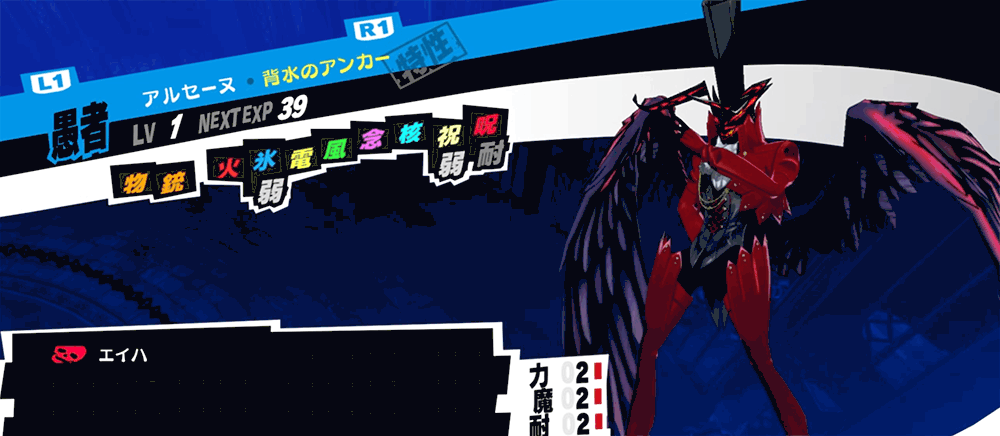 R1
L1
アルセーヌ・背水のアンカー 特性
愚者 LV 1 NEXT EXP 39
物 銃 火 氷 電 風 念 核 祝 呪
弱 弱 耐
エイハ
力 02
魔 02
耐 02